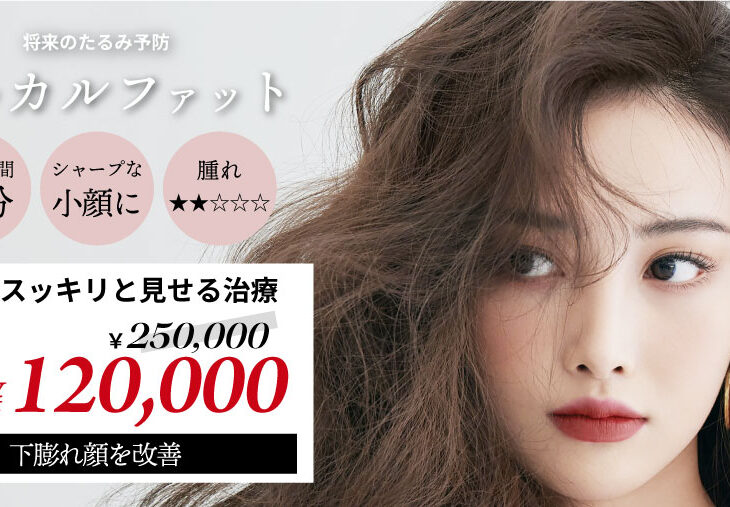 将来のたるみ予防
カルファット
間
分
シャープな
小顔に
腫れ
★★☆☆☆
スッキリと見せる治療
¥250,000
¥120,000
下膨れ顔を改善